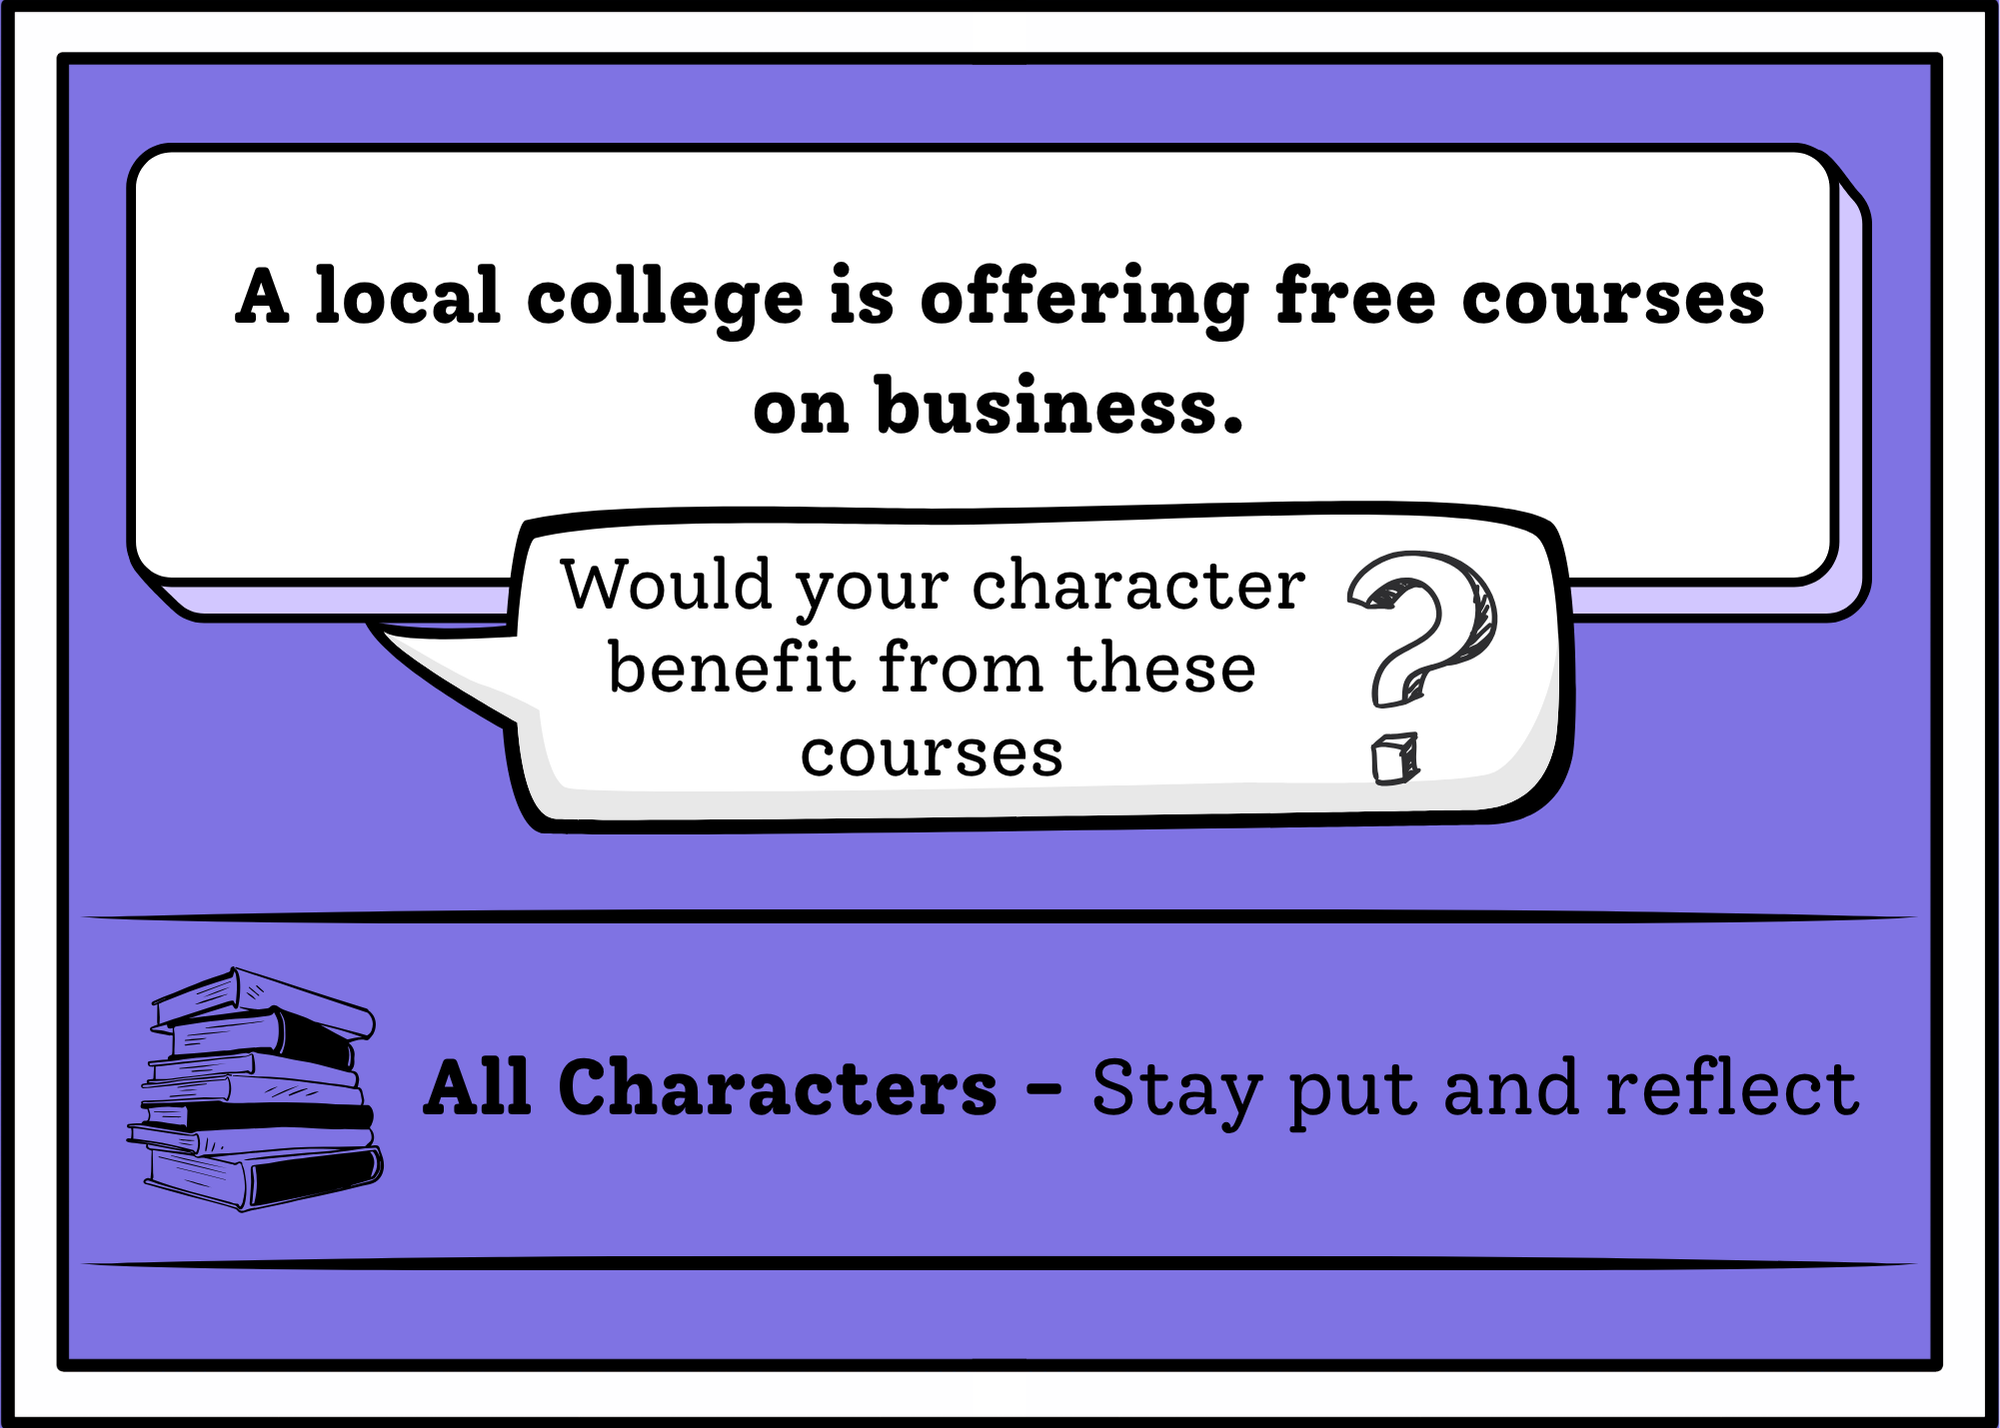 A local college is offering free courses
on business.
Would your character
benefit from these
courses ?
All Characters - Stay put and reflect